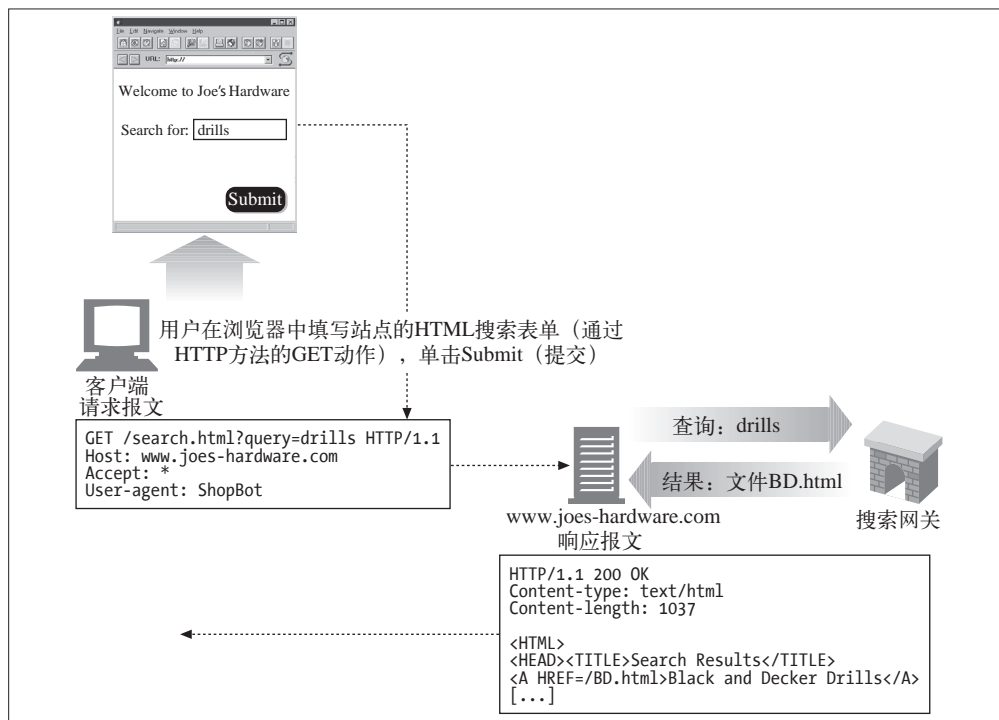 File Edit Navigate Window Help
URL: http://
Welcome to Joe's Hardware
Search for: drills
Submit
用户在浏览器中填写站点的HTML搜索表单（通过
HTTP方法的GET动作），单击Submit（提交）
客户端
请求报文
GET /search.html?query=drills HTTP/1.1
Host: www.joes-hardware.com
Accept: *
User-agent: ShopBot
查询：drills
结果：文件BD.html
www.joes-hardware.com
搜索网关
响应报文
HTTP/1.1 200 OK
Content-type: text/html
Content-length: 1037
<HTML>
<HEAD><TITLE>Search Results</TITLE>
<A HREF=/BD.html>Black and Decker Drills</A>
[...]